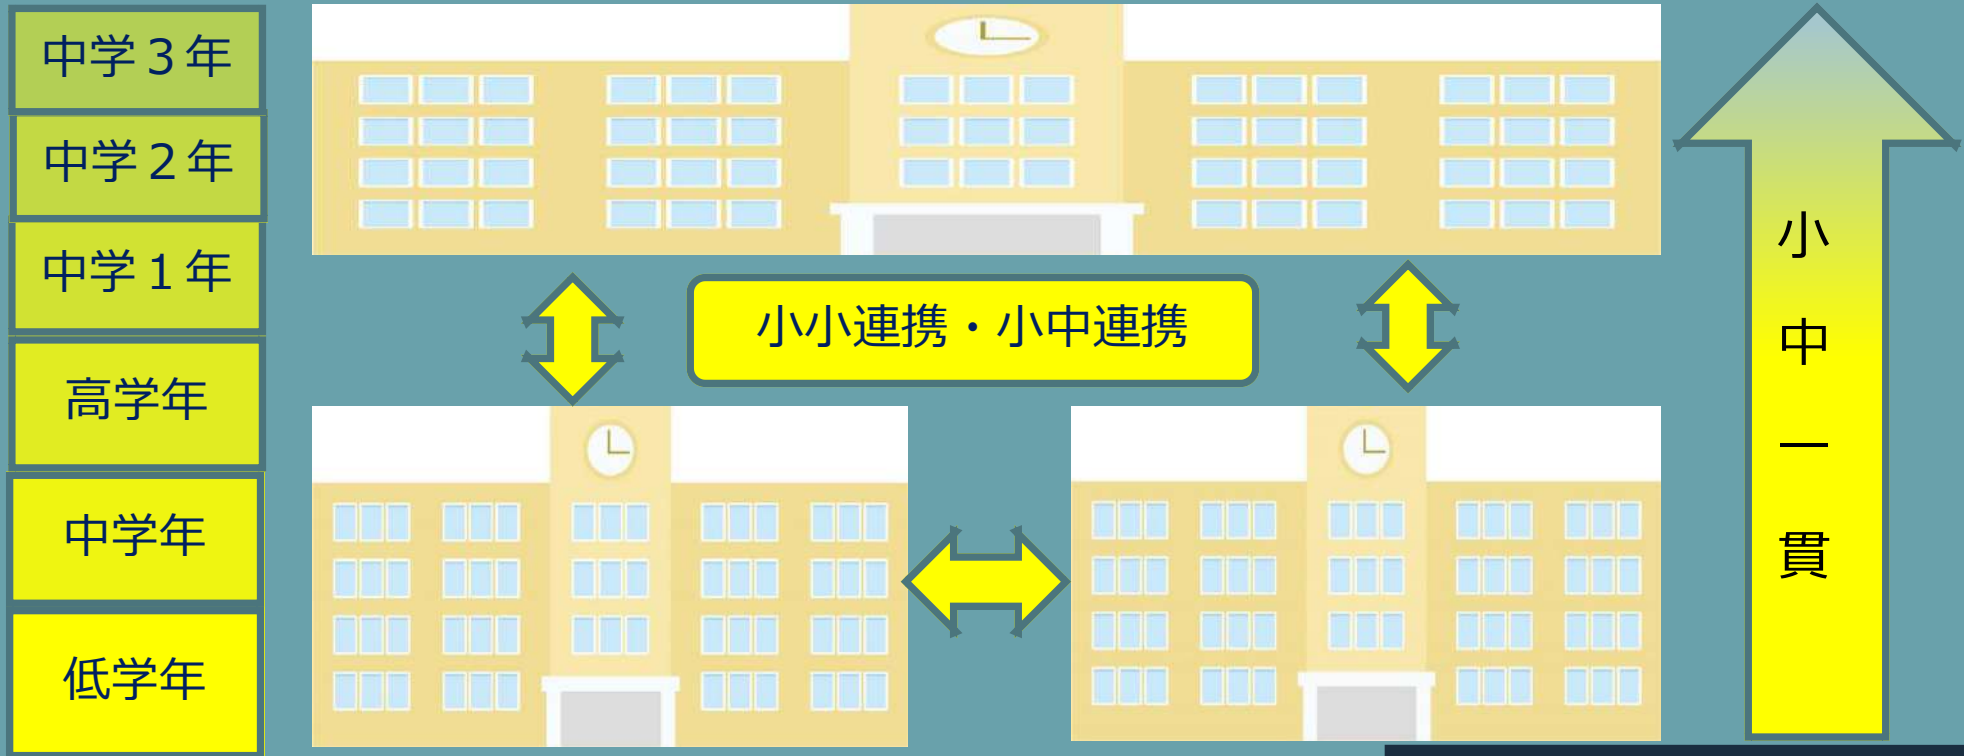 中学３年
中学２年
中学１年
高学年
中学年
低学年
小小連携・小中連携
小中一貫